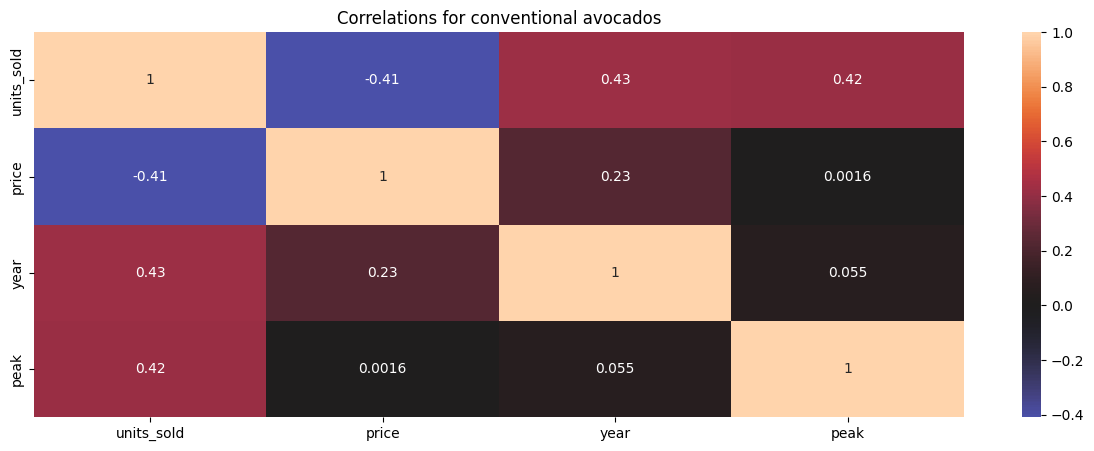 Correlations for conventional avocados
units_sold
1
-0.41
0.43
0.42
price
-0.41
1
0.23
0.0016
year
0.43
0.23
1
0.055
peak
0.42
0.0016
0.055
1
units_sold
price
year
peak
1.0
0.8
0.6
0.4
0.2
0.0
−0.2
−0.4